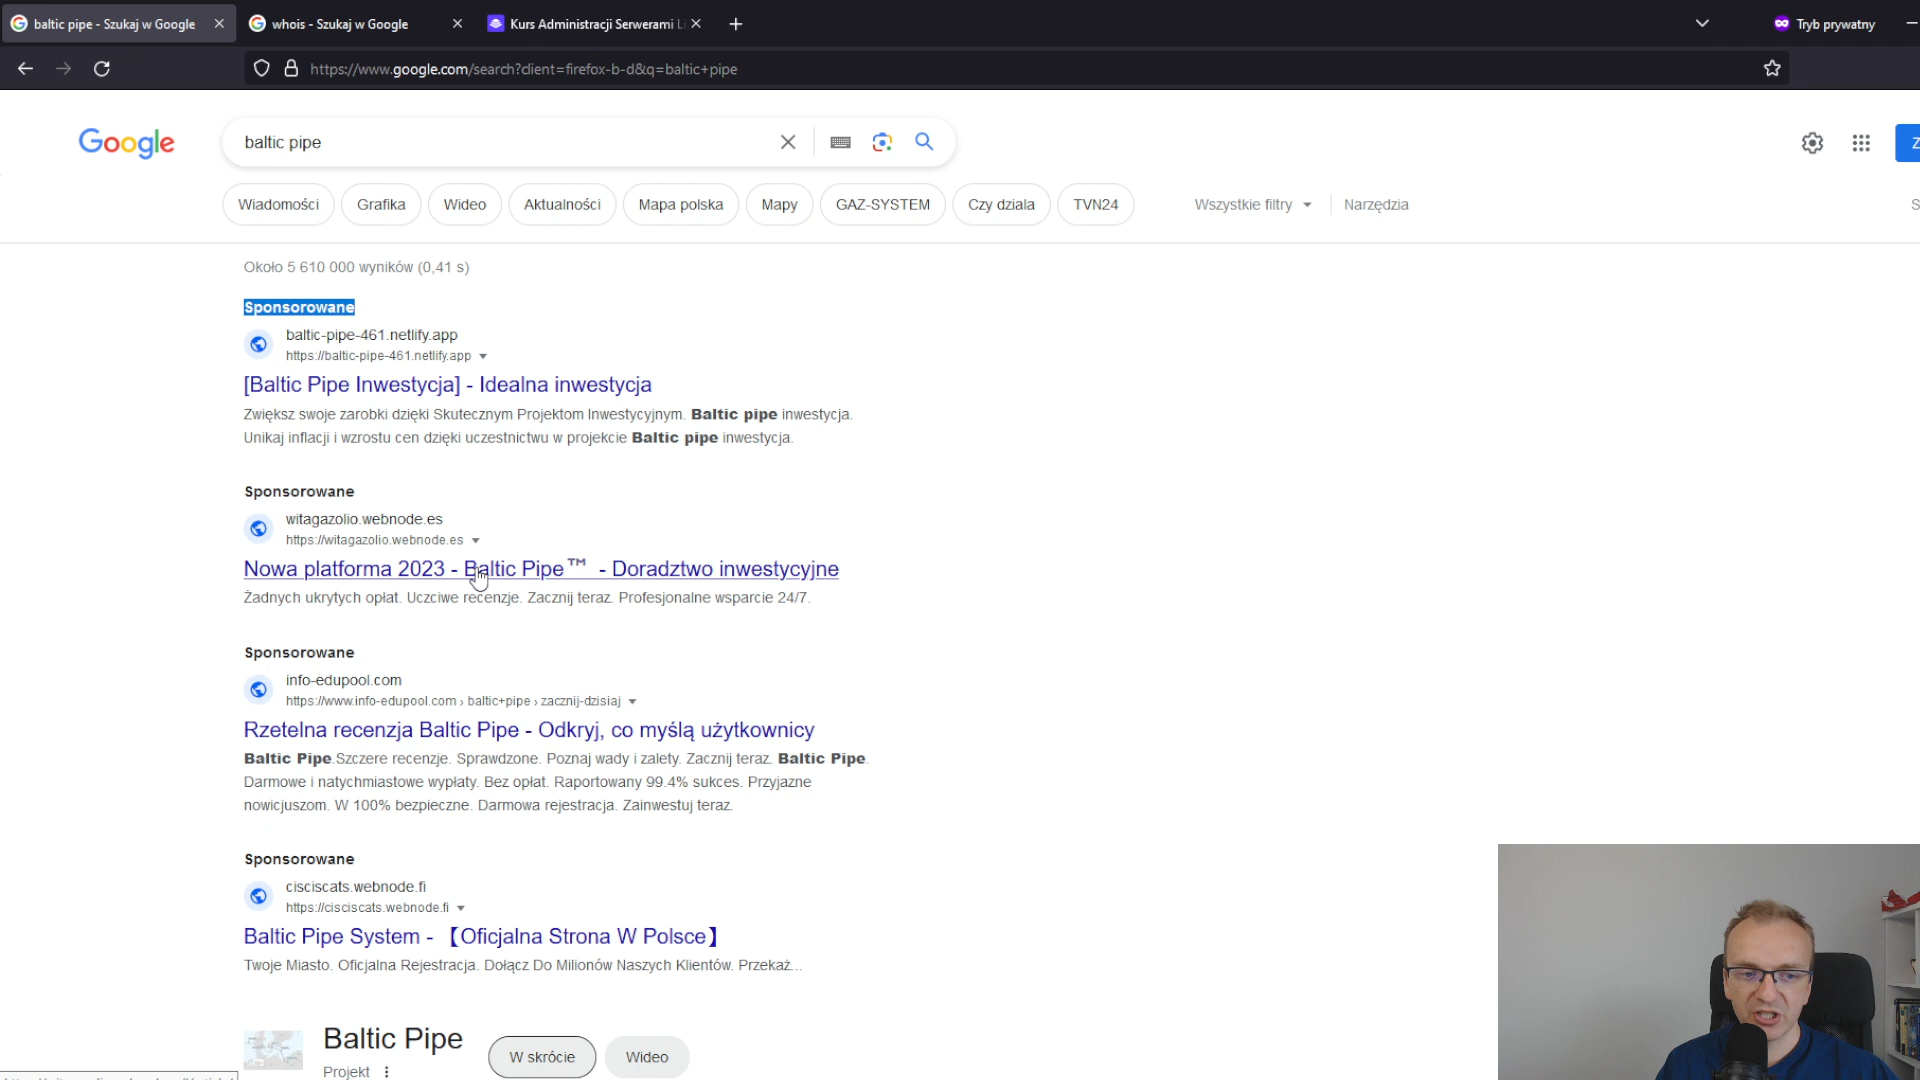 baltic pipe - Szukaj w Google
whois - Szukaj w Google
Kurs Administracji Serwerami Li
Tryb prywatny
https://www.google.com/search?client=firefox-b-d&q=baltic+pipe
Google
baltic pipe
Wiadomości
Grafika
Wideo
Aktualności
Mapa polska
Mapy
GAZ-SYSTEM
Czy dziala
TVN24
Wszystkie filtry
Narzędzia
Około 5 610 000 wyników (0,41 s)
Sponsorowane
baltic-pipe-461.netlify.app
https://baltic-pipe-461.netlify.app
[Baltic Pipe Inwestycja] - Idealna inwestycja
Zwiększ swoje zarobki dzięki Skutecznym Projektom Inwestycyjnym. Baltic pipe inwestycja.
Unikaj inflacji i wzrostu cen dzięki uczestnictwu w projekcie Baltic pipe inwestycja.
Sponsorowane
witagazolio.webnode.es
https://witagazolio.webnode.es
Nowa platforma 2023 - Baltic Pipe™ - Doradztwo inwestycyjne
Żadnych ukrytych opłat. Uczciwe recenzje. Zacznij teraz. Profesjonalne wsparcie 24/7.
Sponsorowane
info-edupool.com
https://www.info-edupool.com › baltic+pipe › zacznij-dzisiaj
Rzetelna recenzja Baltic Pipe - Odkryj, co myślą użytkownicy
Baltic Pipe.Szczere recenzje. Sprawdzone. Poznaj wady i zalety. Zacznij teraz. Baltic Pipe.
Darmowe i natychmiastowe wypłaty. Bez opłat. Raportowany 99.4% sukces. Przyjazne
nowicjuszom. W 100% bezpieczne. Darmowa rejestracja. Zainwestuj teraz.
Sponsorowane
cisciscats.webnode.fi
https://cisciscats.webnode.fi
Baltic Pipe System - 【Oficjalna Strona W Polsce】
Twoje Miasto. Oficjalna Rejestracja. Dołącz Do Milionów Naszych Klientów. Przekaż...
Baltic Pipe
Projekt
W skrócie
Wideo